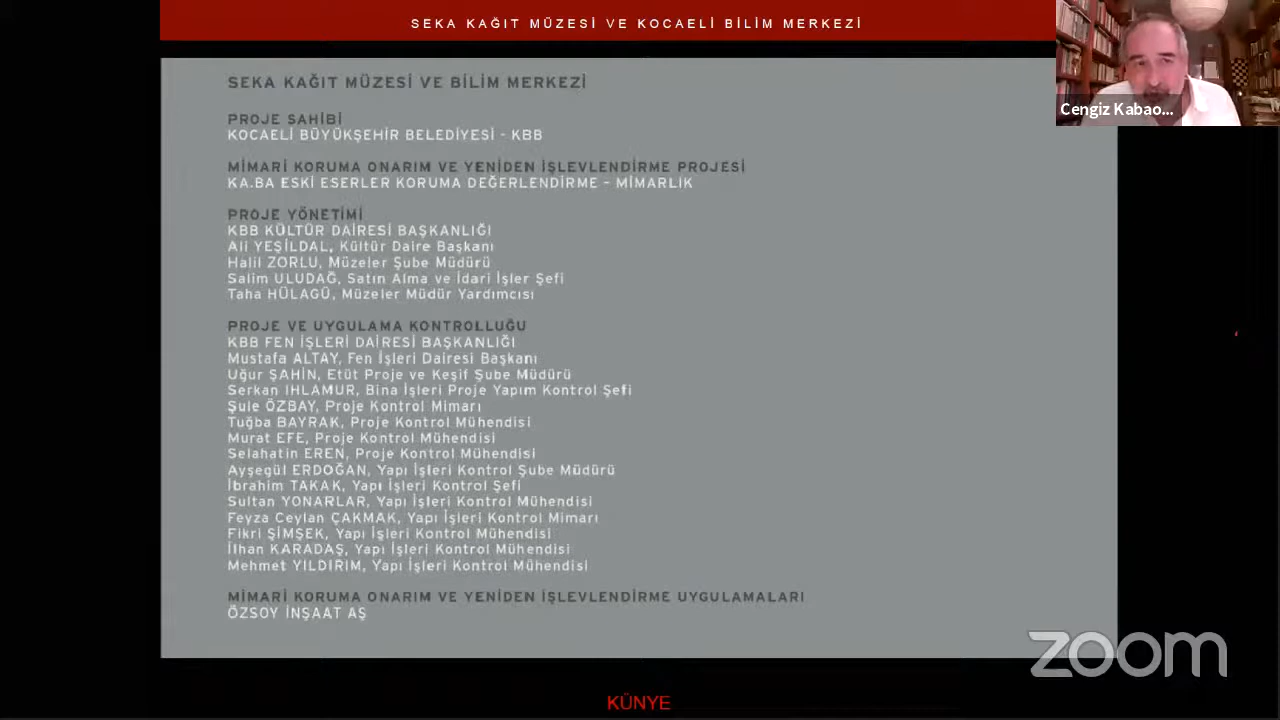 SEKA KAĞIT MÜZESİ VE KOCAELİ BİLİM MERKEZİ
Cengiz Kabao...
SEKA KAĞIT MÜZESİ VE BİLİM MERKEZİ
PROJE SAHİBİ
KOCAELİ BÜYÜKŞEHİR BELEDİYESİ - KBB
MİMARİ KORUMA ONARIM VE YENİDEN İŞLEVLENDİRME PROJESİ
KA.BA ESKİ ESERLER KORUMA DEĞERLENDİRME – MİMARLIK
PROJE YÖNETİMİ
KBB KÜLTÜR DAİRESİ BAŞKANLIĞI
Ali YEŞİLDAL, Kültür Daire Başkanı
Halil ZORLU, Müzeler Şube Müdürü
Salim ULUDAĞ, Satın Alma ve İdari İşler Şefi
Taha HÜLAGÜ, Müzeler Müdür Yardımcısı
PROJE VE UYGULAMA KONTROLLUĞU
KBB FEN İŞLERİ DAİRESİ BAŞKANLIĞI
Mustafa ALTAY, Fen İşleri Dairesi Başkanı
Uğur ŞAHİN, Etüt Proje ve Keşif Şube Müdürü
Serkan IHLAMUR, Bina İşleri Proje Yapım Kontrol Şefi
Şule ÖZBAY, Proje Kontrol Mimarı
Tuğba BAYRAK, Proje Kontrol Mühendisi
Murat EFE, Proje Kontrol Mühendisi
Selahatin EREN, Proje Kontrol Mühendisi
Ayşegül ERDOĞAN, Yapı İşleri Kontrol Şube Müdürü
İbrahim TAKAK, Yapı İşleri Kontrol Şefi
Sultan YONARLAR, Yapı İşleri Kontrol Mühendisi
Feyza Ceylan ÇAKMAK, Yapı İşleri Kontrol Mimarı
Fikri ŞİMŞEK, Yapı İşleri Kontrol Mühendisi
İlhan KARADAŞ, Yapı İşleri Kontrol Mühendisi
Mehmet YILDIRIM, Yapı İşleri Kontrol Mühendisi
MİMARİ KORUMA ONARIM VE YENİDEN İŞLEVLENDİRME UYGULAMALARI
ÖZSOY İNŞAAT AŞ
zoom
KÜNYE